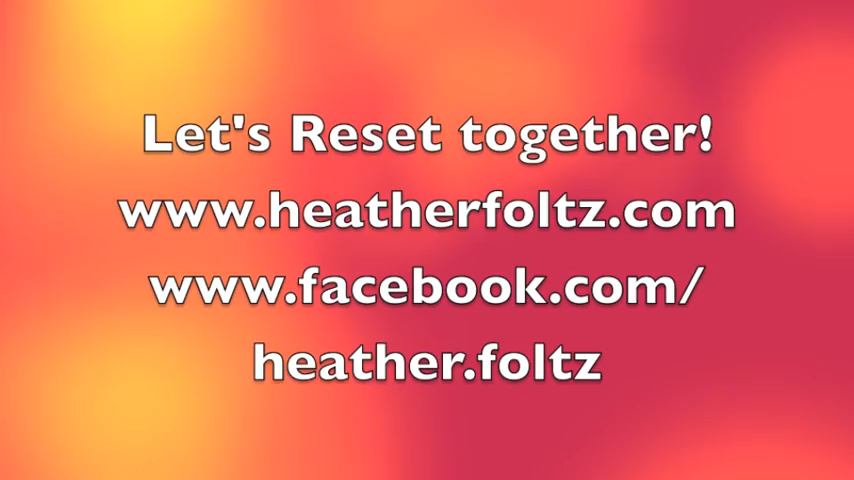 Let's Reset together!
www.heatherfoltz.com
www.facebook.com/
heather.foltz